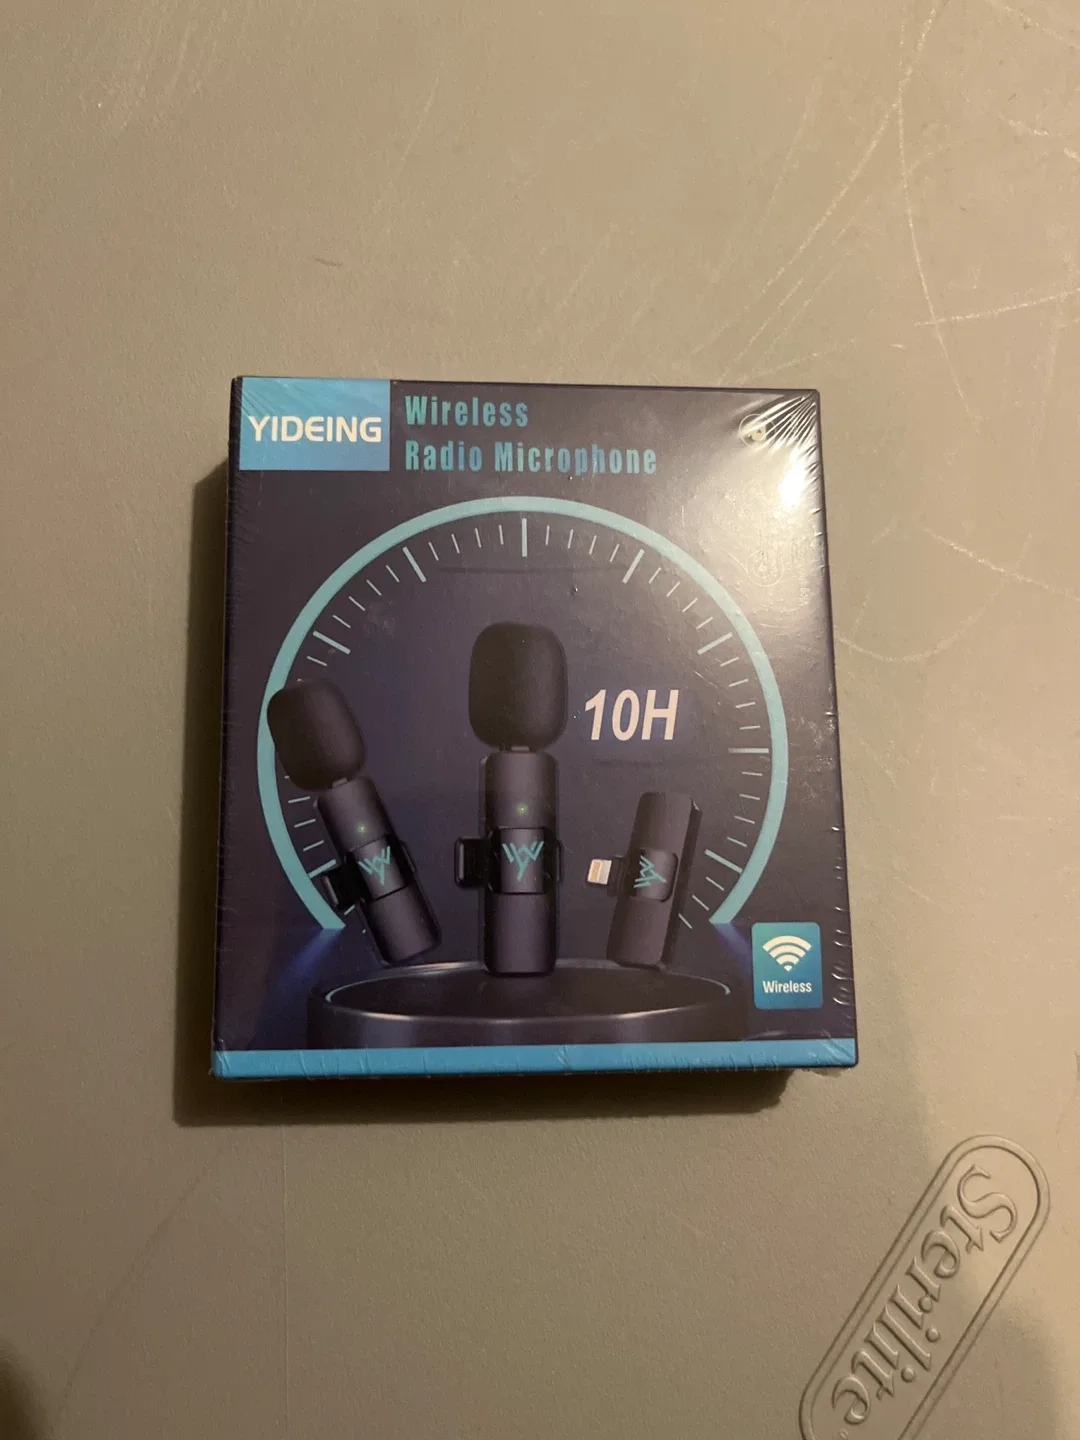 YIDEING
Wireless
Radio Microphone
10H
Wireless
Sterilite